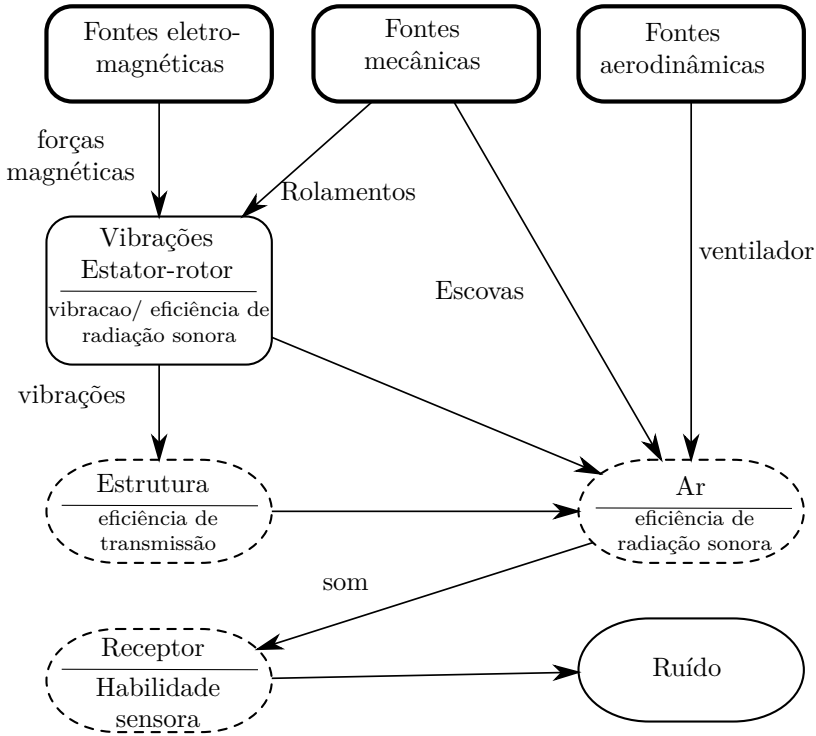 Fontes eletro-
magnéticas
Fontes
mecânicas
Fontes
aerodinâmicas
forças
magnéticas
Rolamentos
Vibrações
Estator-rotor
vibracao/ eficiência de
radiação sonora
Escovas
ventilador
vibrações
Estrutura
eficiência de
transmissão
Ar
eficiência de
radiação sonora
som
Receptor
Habilidade
sensora
Ruído